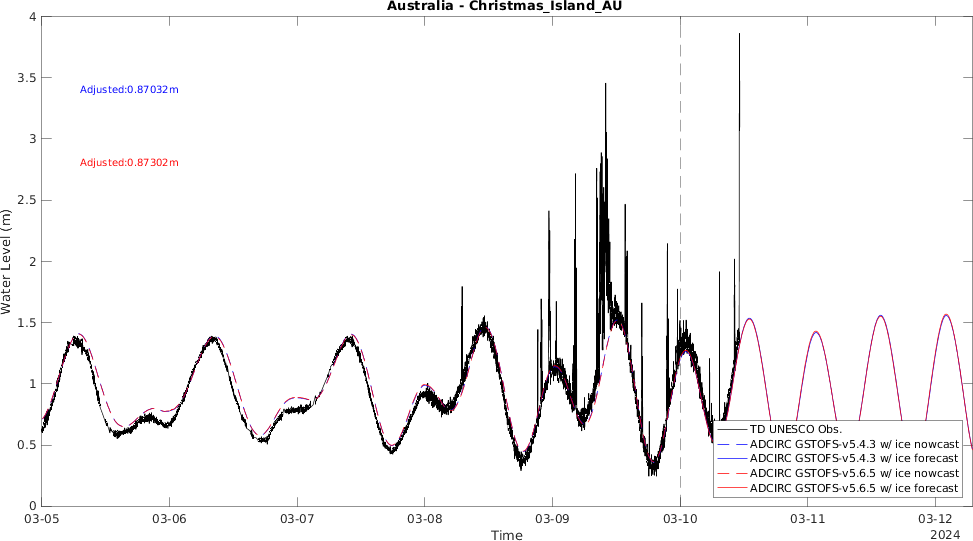 Australia - Christmas_Island_AU
4
3.5
3
2.5
2
1.5
1
0.5
0
Water Level (m)
Adjusted:0.87032m
Adjusted:0.87302m
TD UNESCO Obs.
ADCIRC GSTOFS-v5.4.3 w/ ice nowcast
ADCIRC GSTOFS-v5.4.3 w/ ice forecast
ADCIRC GSTOFS-v5.6.5 w/ ice nowcast
ADCIRC GSTOFS-v5.6.5 w/ ice forecast
03-05 03-06 03-07 03-08 03-09 03-10 03-11 03-12
2024
Time